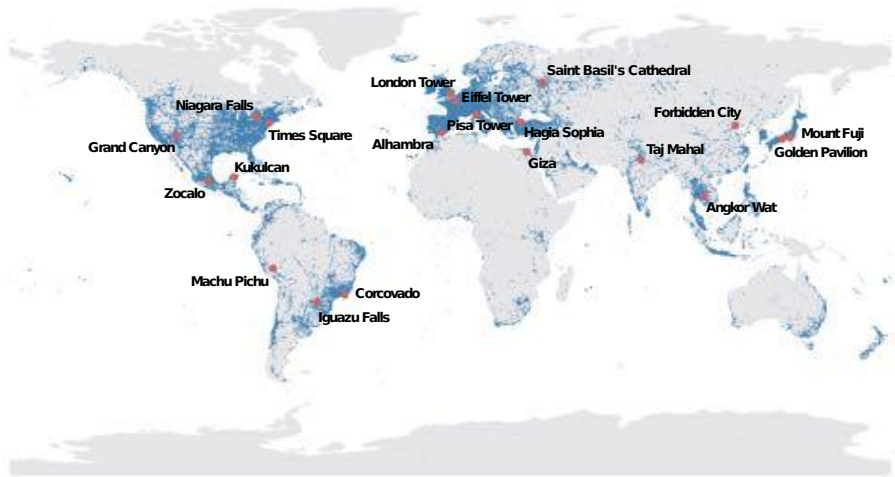 Saint Basil's Cathedral
London Tower
Eiffel Tower
Niagara Falls
Forbidden City
Times Square
Pisa Tower
Hagia Sophia
Mount Fuji
Grand Canyon
Alhambra
Taj Mahal
Golden Pavilion
Kukulcan
Giza
Zocalo
Angkor Wat
Machu Pichu
Corcovado
Iguazu Falls